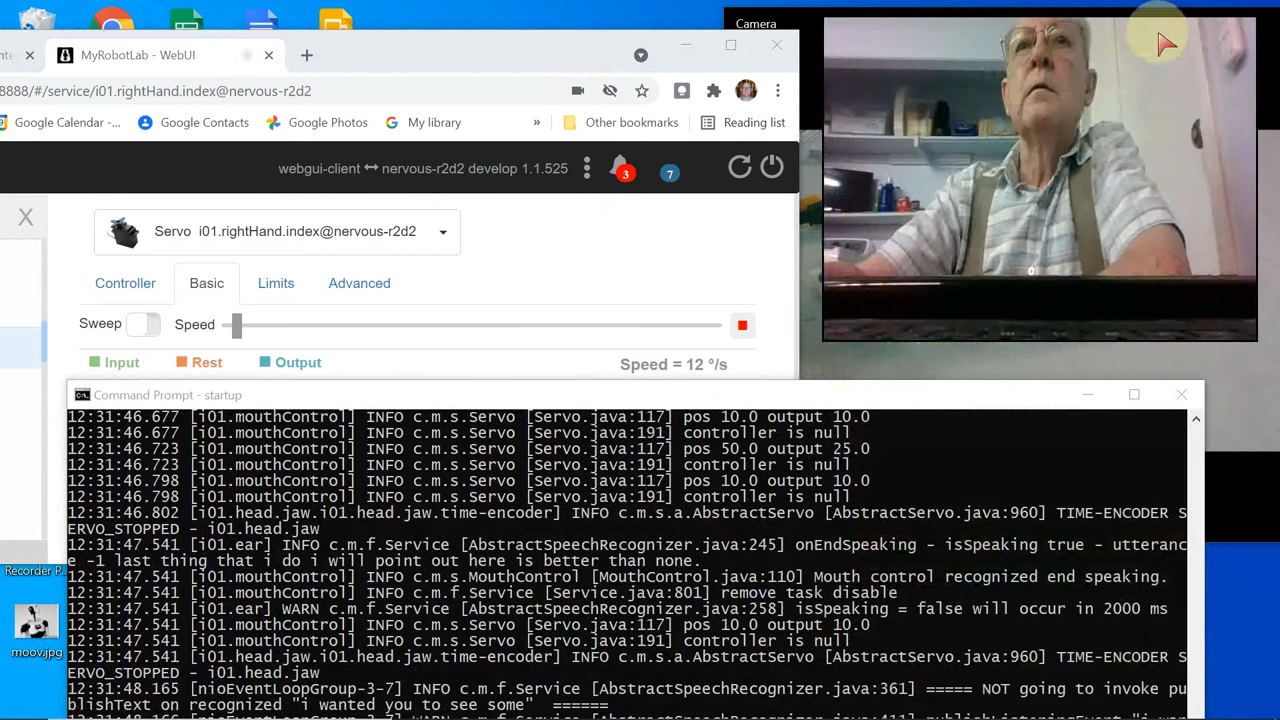 Camera
nte
MyRobotLab - WebUI
8888/#/service/i01.rightHand.index@nervous-r2d2
Google Calendar -...
Google Contacts
Google Photos
My library
»
Other bookmarks
Reading list
webgui-client ⟷ nervous-r2d2 develop 1.1.525
3
7
X
Servo i01.rightHand.index@nervous-r2d2
Controller
Basic
Limits
Advanced
Sweep
Speed
Input
Rest
Output
Speed = 12 °/s
Command Prompt - startup
12:31:46.677 [i01.mouthControl] INFO c.m.s.Servo [Servo.java:117] pos 10.0 output 10.0
12:31:46.677 [i01.mouthControl] INFO c.m.s.Servo [Servo.java:191] controller is null
12:31:46.723 [i01.mouthControl] INFO c.m.s.Servo [Servo.java:117] pos 50.0 output 25.0
12:31:46.723 [i01.mouthControl] INFO c.m.s.Servo [Servo.java:191] controller is null
12:31:46.798 [i01.mouthControl] INFO c.m.s.Servo [Servo.java:117] pos 10.0 output 10.0
12:31:46.798 [i01.mouthControl] INFO c.m.s.Servo [Servo.java:191] controller is null
12:31:46.802 [i01.head.jaw.i01.head.jaw.time-encoder] INFO c.m.s.a.AbstractServo [AbstractServo.java:960] TIME-ENCODER S
ERVO_STOPPED - i01.head.jaw
12:31:47.541 [i01.ear] INFO c.m.f.Service [AbstractSpeechRecognizer.java:245] onEndSpeaking - isSpeaking true - utteranc
e -1 last thing that i do i will point out here is better than none.
12:31:47.541 [i01.mouthControl] INFO c.m.s.MouthControl [MouthControl.java:110] Mouth control recognized end speaking.
12:31:47.541 [i01.mouthControl] INFO c.m.f.Service [Service.java:801] remove task disable
12:31:47.541 [i01.ear] WARN c.m.f.Service [AbstractSpeechRecognizer.java:258] isSpeaking = false will occur in 2000 ms
12:31:47.541 [i01.mouthControl] INFO c.m.s.Servo [Servo.java:117] pos 10.0 output 10.0
12:31:47.541 [i01.mouthControl] INFO c.m.s.Servo [Servo.java:191] controller is null
12:31:47.541 [i01.head.jaw.i01.head.jaw.time-encoder] INFO c.m.s.a.AbstractServo [AbstractServo.java:960] TIME-ENCODER S
ERVO_STOPPED - i01.head.jaw
12:31:48.165 [nioEventLoopGroup-3-7] INFO c.m.f.Service [AbstractSpeechRecognizer.java:361] ===== NOT going to invoke pu
blishText on recognized "i wanted you to see some" ======
12:31:48.166 [nioEventLoopGroup-3-7] WARN c.m.f.Service [AbstractSpeechRecognizer.java:411] publishListeningEvent "i wan
Recorder P...
moov.jpg